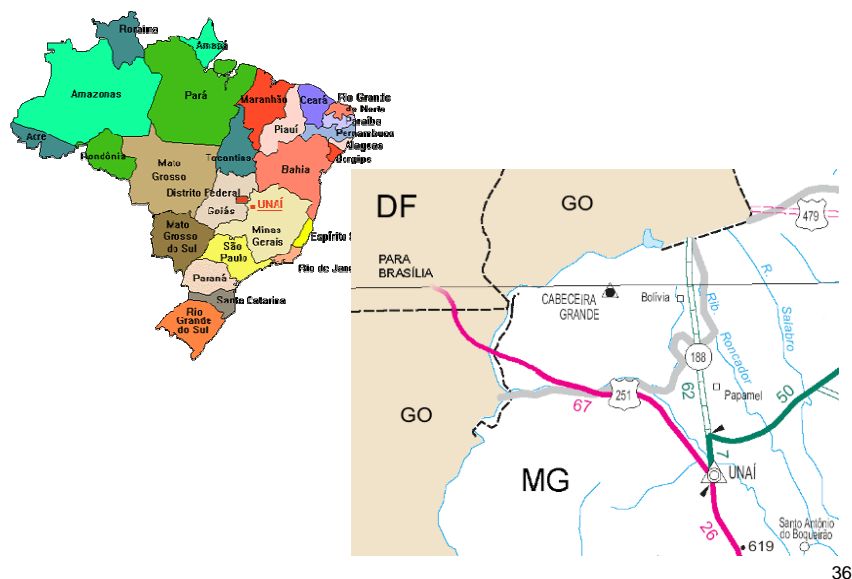 Roraima
Amapá
Amazonas
Pará
Maranhão
Ceará
Rio Grande
do Norte
Paraíba
Piauí
Pernambuco
Alagoas
Sergipe
Acre
Rondônia
Tocantins
Mato
Grosso
Bahia
Distrito Federal
UNAÍ
Goiás
Mato
Grosso
do Sul
Minas
Gerais
Espírito S
São
Paulo
Rio de Jane
Paraná
Santa Catarina
Rio
Grande
do Sul
DF
GO
479
PARA
BRASÍLIA
CABECEIRA
GRANDE
Bolívia
R.
Salabro
Rib.
Roncador
188
251
67
62
Papamel
50
GO
7
MG
UNAÍ
26
619
Santo Antônio
do Boqueirão
36